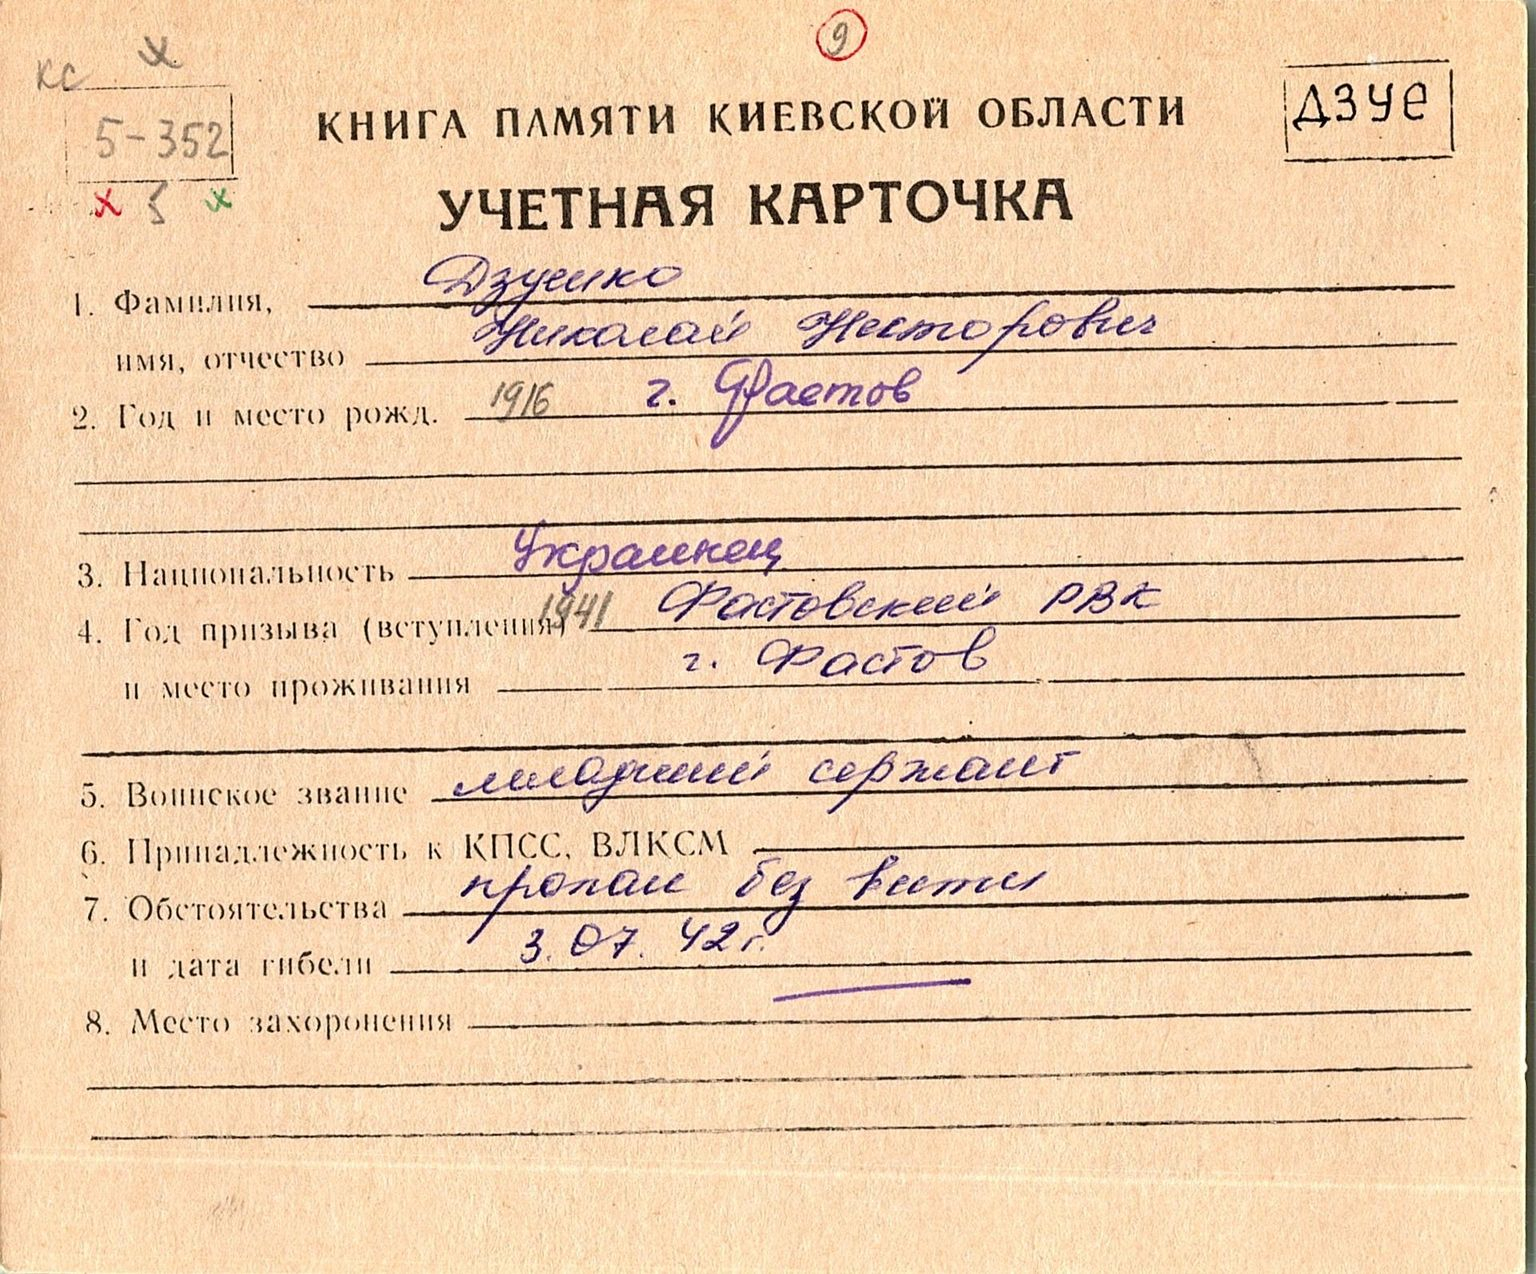 9
кс х
5-352
х 3 х
ДЗУЕ
КНИГА ПАМЯТИ КИЕВСКОЙ ОБЛАСТИ
УЧЕТНАЯ КАРТОЧКА
1. Фамилия, Дзуенко
имя, отчество Николай Несторович
2. Год и место рожд. 1916 г. Фастов
3. Национальность Украинец
4. Год призыва (вступления) 1941 Фастовский РВК
и место проживания г. Фастов
5. Воинское звание младший сержант
6. Принадлежность к КПСС, ВЛКСМ
7. Обстоятельства пропал без вести
и дата гибели 3.07.42г.
8. Место захоронения